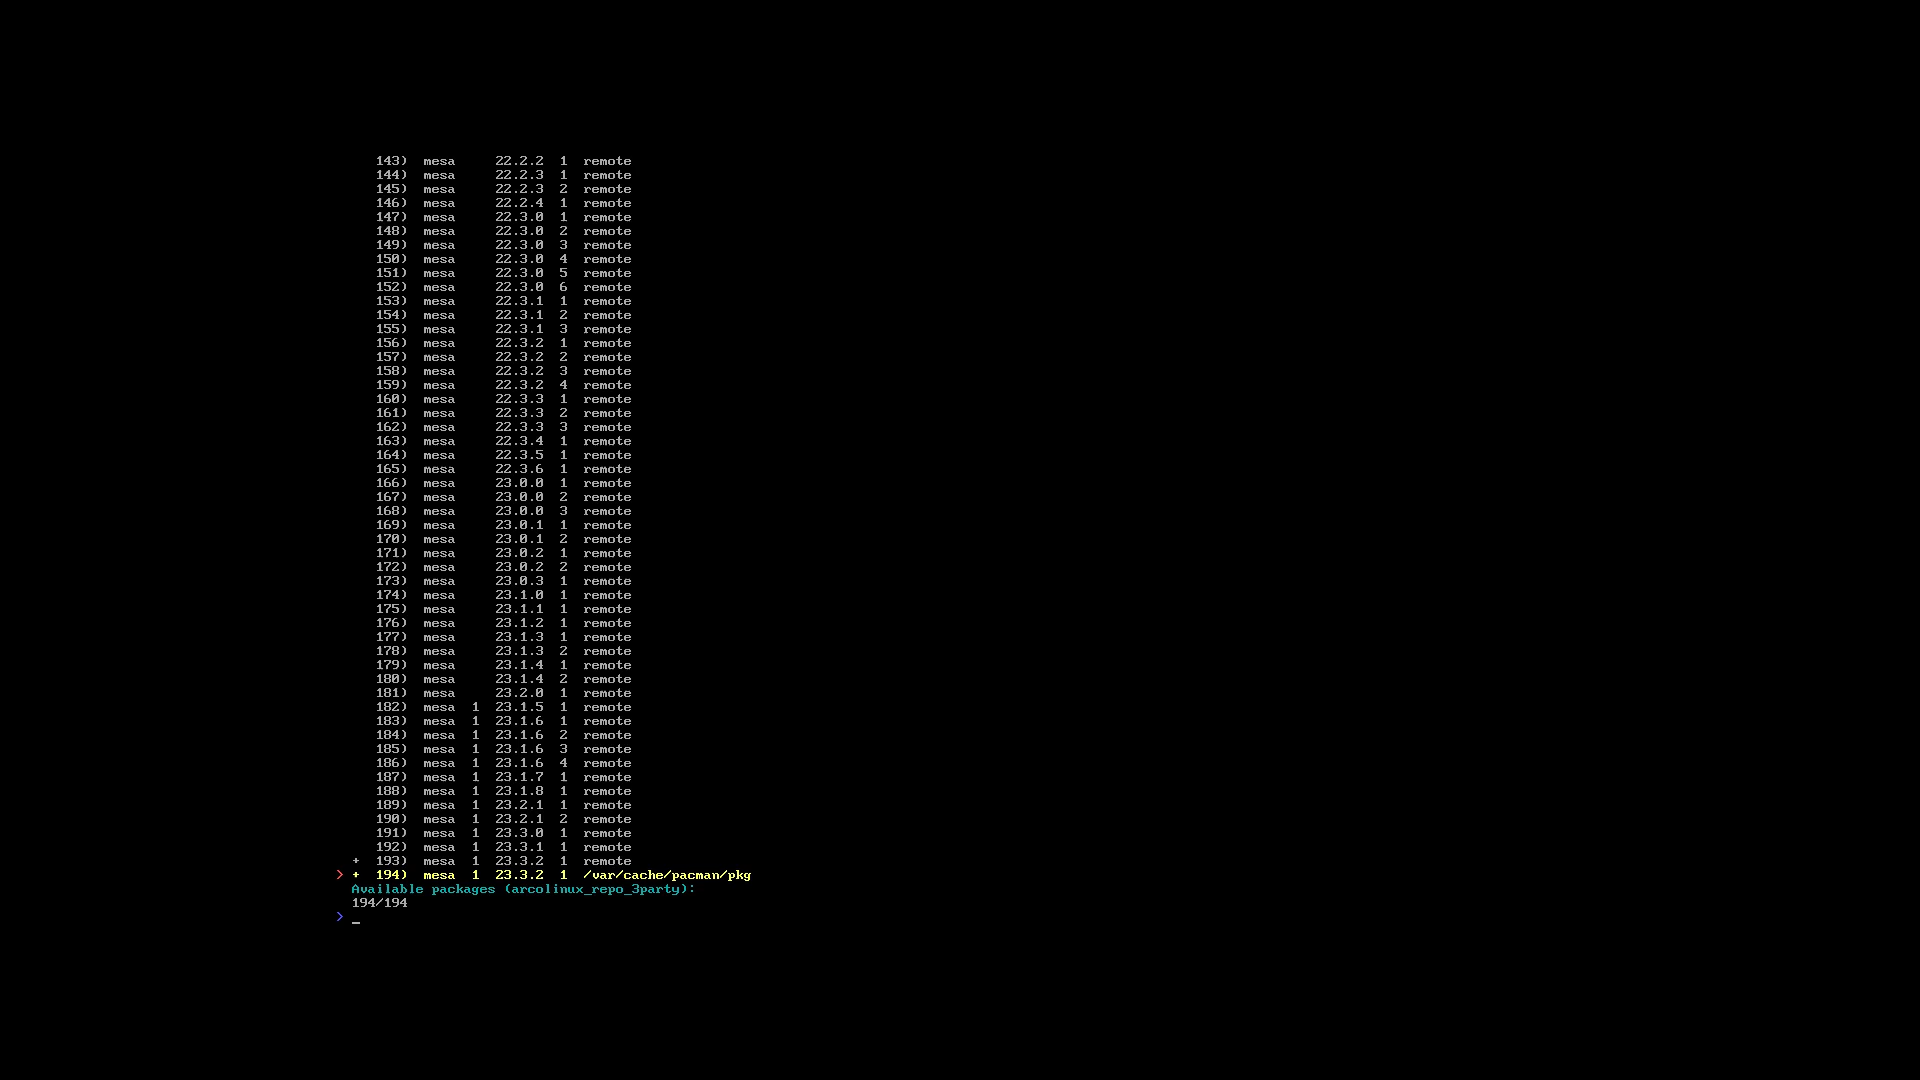 143) mesa 22.2.2 1 remote
144) mesa 22.2.3 1 remote
145) mesa 22.2.3 2 remote
146) mesa 22.2.4 1 remote
147) mesa 22.3.0 1 remote
148) mesa 22.3.0 2 remote
149) mesa 22.3.0 3 remote
150) mesa 22.3.0 4 remote
151) mesa 22.3.0 5 remote
152) mesa 22.3.0 6 remote
153) mesa 22.3.1 1 remote
154) mesa 22.3.1 2 remote
155) mesa 22.3.1 3 remote
156) mesa 22.3.2 1 remote
157) mesa 22.3.2 2 remote
158) mesa 22.3.2 3 remote
159) mesa 22.3.2 4 remote
160) mesa 22.3.3 1 remote
161) mesa 22.3.3 2 remote
162) mesa 22.3.3 3 remote
163) mesa 22.3.4 1 remote
164) mesa 22.3.5 1 remote
165) mesa 22.3.6 1 remote
166) mesa 23.0.0 1 remote
167) mesa 23.0.0 2 remote
168) mesa 23.0.0 3 remote
169) mesa 23.0.1 1 remote
170) mesa 23.0.1 2 remote
171) mesa 23.0.2 1 remote
172) mesa 23.0.2 2 remote
173) mesa 23.0.3 1 remote
174) mesa 23.1.0 1 remote
175) mesa 23.1.1 1 remote
176) mesa 23.1.2 1 remote
177) mesa 23.1.3 1 remote
178) mesa 23.1.3 2 remote
179) mesa 23.1.4 1 remote
180) mesa 23.1.4 2 remote
181) mesa 23.2.0 1 remote
182) mesa 1 23.1.5 1 remote
183) mesa 1 23.1.6 1 remote
184) mesa 1 23.1.6 2 remote
185) mesa 1 23.1.6 3 remote
186) mesa 1 23.1.6 4 remote
187) mesa 1 23.1.7 1 remote
188) mesa 1 23.1.8 1 remote
189) mesa 1 23.2.1 1 remote
190) mesa 1 23.2.1 2 remote
191) mesa 1 23.3.0 1 remote
192) mesa 1 23.3.1 1 remote
+ 193) mesa 1 23.3.2 1 remote
> + 194) mesa 1 23.3.2 1 /var/cache/pacman/pkg
Available packages (arcolinux_repo_3party):
194/194
> _